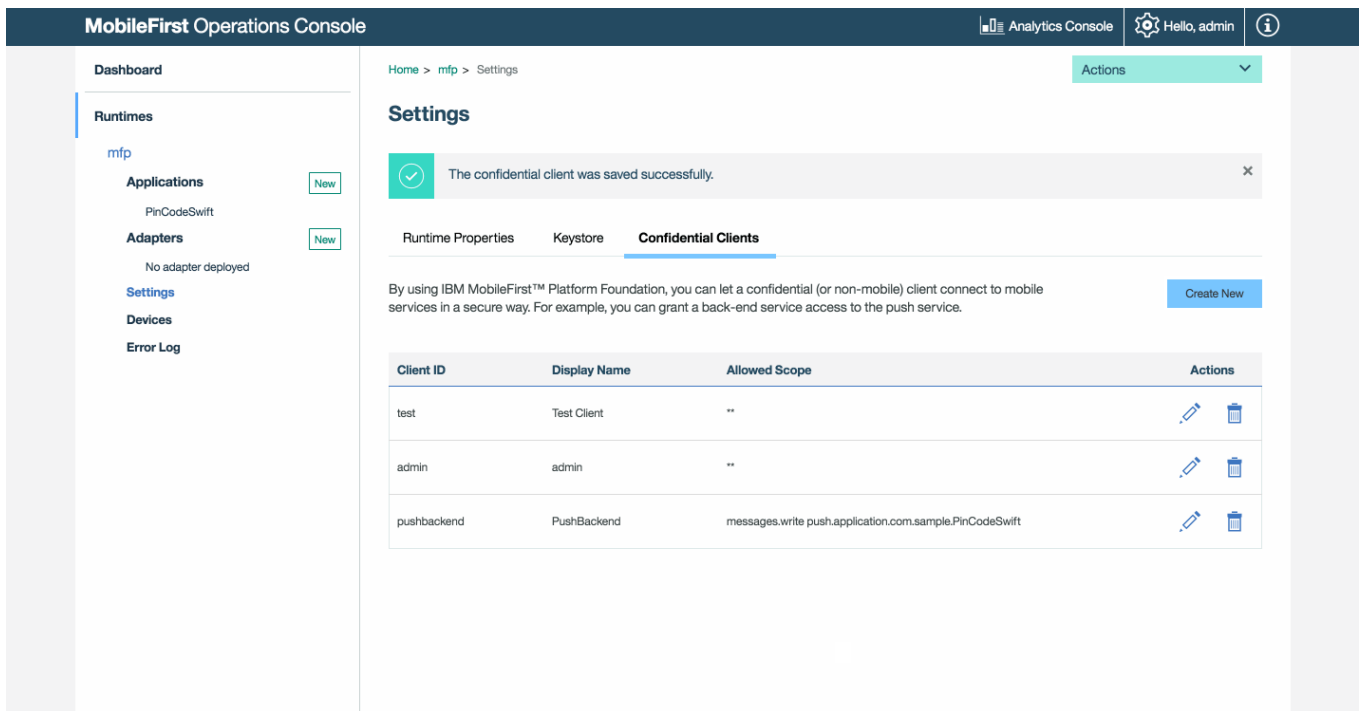 MobileFirst Operations Console
Analytics Console
Hello, admin
Dashboard
Runtimes
mfp
Applications New
PinCodeSwift
Adapters New
No adapter deployed
Settings
Devices
Error Log
Home > mfp > Settings
Actions
Settings
The confidential client was saved successfully.
Runtime Properties Keystore Confidential Clients
By using IBM MobileFirst™ Platform Foundation, you can let a confidential (or non-mobile) client connect to mobile
services in a secure way. For example, you can grant a back-end service access to the push service.
Create New
Client ID Display Name Allowed Scope Actions
test Test Client **
admin admin **
pushbackend PushBackend messages.write push.application.com.sample.PinCodeSwift